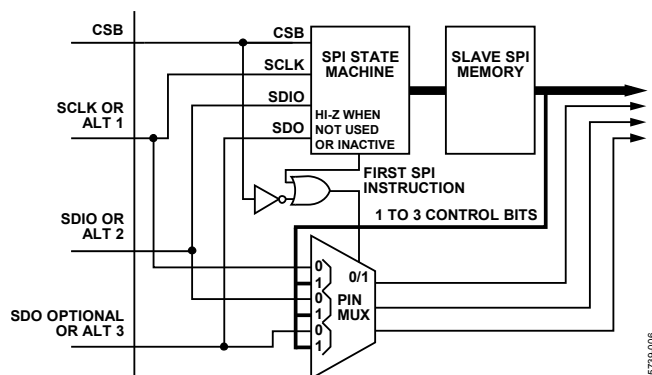 CSB
CSB
SPI STATE
MACHINE
SLAVE SPI
MEMORY
SCLK
SCLK OR
ALT 1
SDIO
SDO
HI-Z WHEN
NOT USED
OR INACTIVE
FIRST SPI
INSTRUCTION
SDIO OR
ALT 2
1 TO 3 CONTROL BITS
0
1
0
1
0
1
0/1
PIN
MUX
SDO OPTIONAL
OR ALT 3